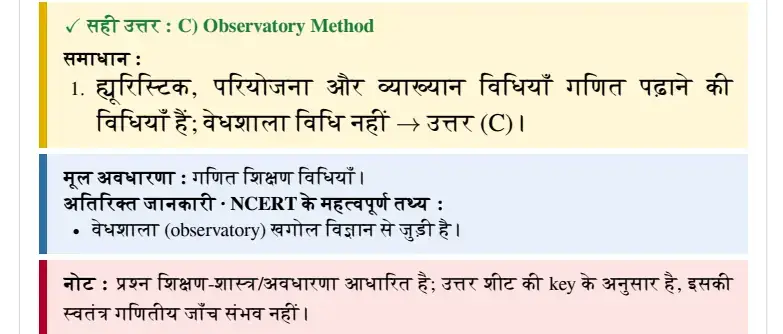 ✓ सही उत्तर : C) Observatory Method
समाधान :
1. ह्यूरिस्टिक, परियोजना और व्याख्यान विधियाँ गणित पढ़ाने की
विधियाँ हैं; वेधशाला विधि नहीं → उत्तर (C) ।
मूल अवधारणा : गणित शिक्षण विधियाँ ।
अतिरिक्त जानकारी · NCERT के महत्वपूर्ण तथ्य :
• वेधशाला (observatory) खगोल विज्ञान से जुड़ी है ।
नोट : प्रश्न शिक्षण-शास्त्र/अवधारणा आधारित है; उत्तर शीट की key के अनुसार है, इसकी
स्वतंत्र गणितीय जाँच संभव नहीं ।